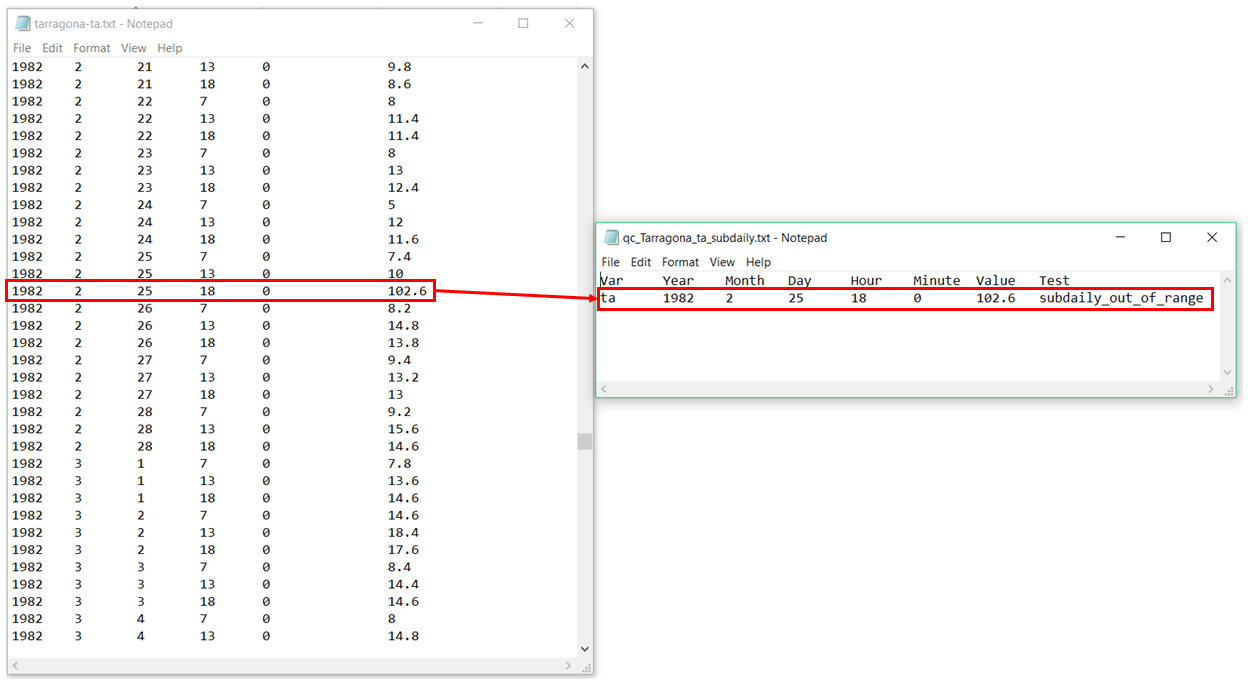 tarragona-ta.txt - Notepad
File Edit Format View Help
1982 2 21 13 0 9.8
1982 2 21 18 0 8.6
1982 2 22 7 0 8
1982 2 22 13 0 11.4
1982 2 22 18 0 11.4
1982 2 23 7 0 8
1982 2 23 13 0 13
1982 2 23 18 0 12.4
1982 2 24 7 0 5
1982 2 24 13 0 12
1982 2 24 18 0 11.6
1982 2 25 7 0 7.4
1982 2 25 13 0 10
1982 2 25 18 0 102.6
1982 2 26 7 0 8.2
1982 2 26 13 0 14.8
1982 2 26 18 0 13.8
1982 2 27 7 0 9.4
1982 2 27 13 0 13.2
1982 2 27 18 0 13
1982 2 28 7 0 9.2
1982 2 28 13 0 15.6
1982 2 28 18 0 14.6
1982 3 1 7 0 7.8
1982 3 1 13 0 13.6
1982 3 1 18 0 14.6
1982 3 2 7 0 14.6
1982 3 2 13 0 18.4
1982 3 2 18 0 17.6
1982 3 3 7 0 8.4
1982 3 3 13 0 14.4
1982 3 3 18 0 14.6
1982 3 4 7 0 8
1982 3 4 13 0 14.8
qc_Tarragona_ta_subdaily.txt - Notepad
File Edit Format View Help
Var Year Month Day Hour Minute Value Test
ta 1982 2 25 18 0 102.6 subdaily_out_of_range